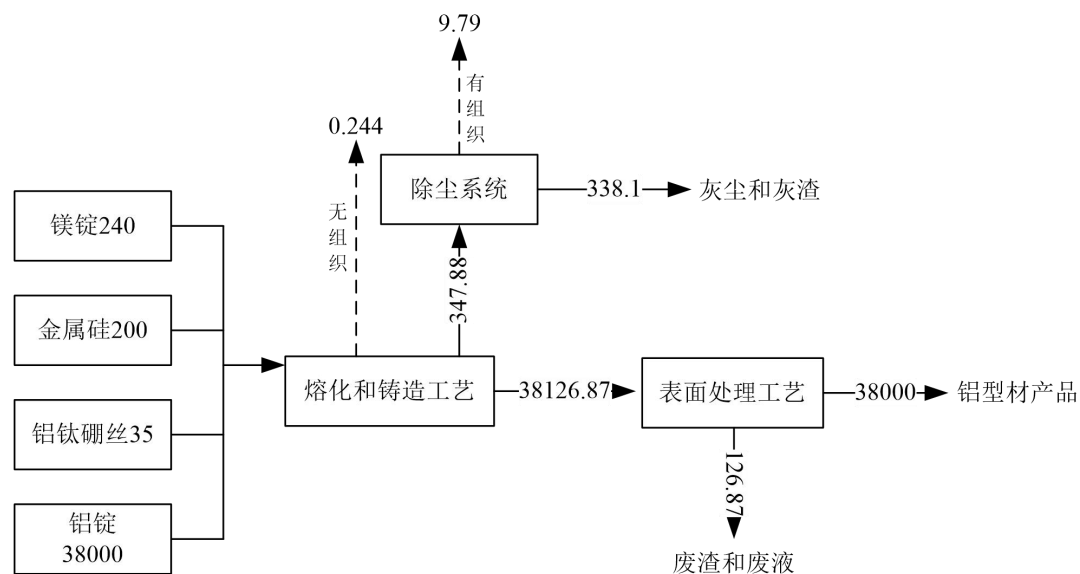 9.79
有组织
0.244
无组织
除尘系统
338.1
灰尘和灰渣
347.88
镁锭240
金属硅200
铝钛硼丝35
铝锭
38000
熔化和铸造工艺
38126.87
表面处理工艺
38000
铝型材产品
126.87
废渣和废液